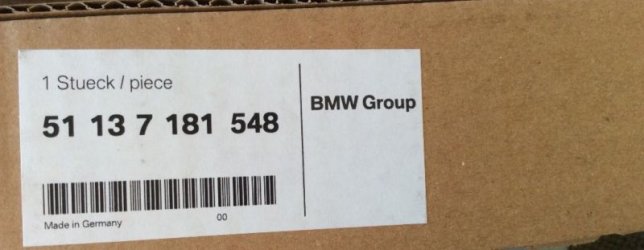 1 Stueck / piece
51 13 7 181 548
BMW Group
Made in Germany
00